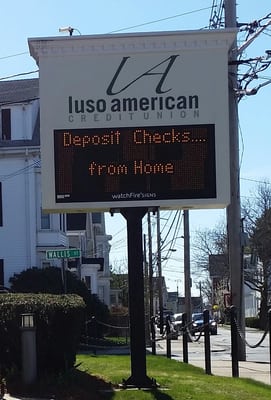 LA
luso american
CREDIT UNION
Deposit Checks....
from Home
watchFire SIGNS
WALLIS